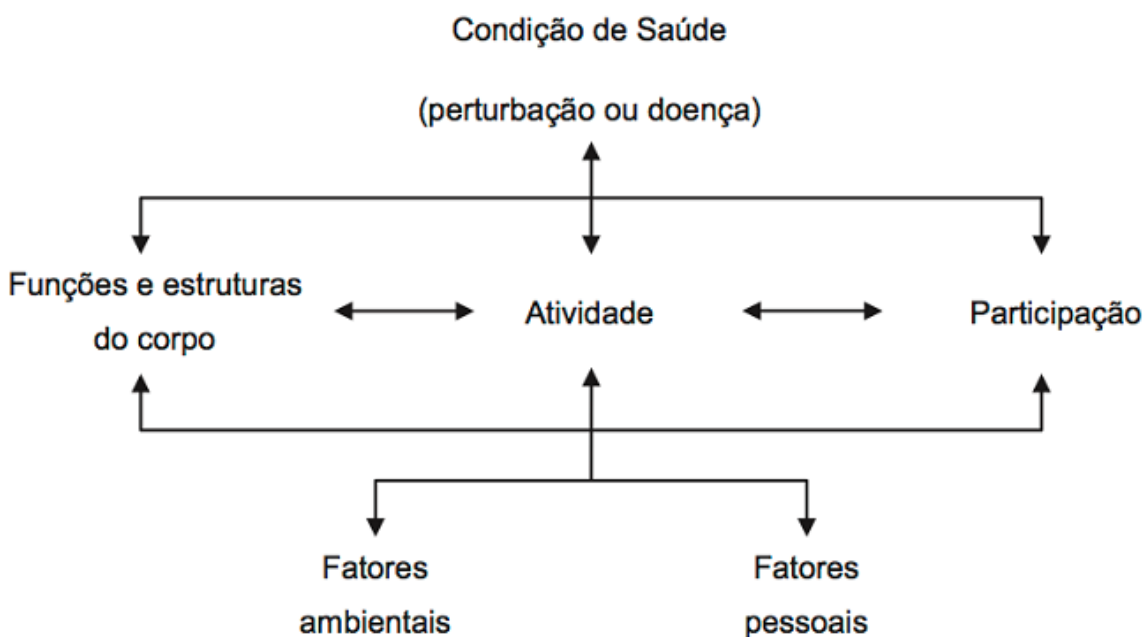 Condição de Saúde
(perturbação ou doença)
Funções e estruturas
do corpo
Atividade
Participação
Fatores
ambientais
Fatores
pessoais